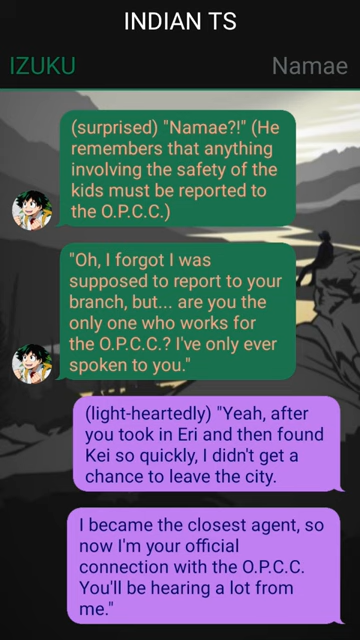 INDIAN TS
IZUKU
Namae
(surprised) "Namae?!" (He
remembers that anything
involving the safety of the
kids must be reported to
the O.P.C.C.)
"Oh, I forgot I was
supposed to report to your
branch, but... are you the
only one who works for
the O.P.C.C.? I've only ever
spoken to you."
(light-heartedly) "Yeah, after
you took in Eri and then found
Kei so quickly, I didn't get a
chance to leave the city.
I became the closest agent, so
now I'm your official
connection with the O.P.C.C.
You'll be hearing a lot from
me."